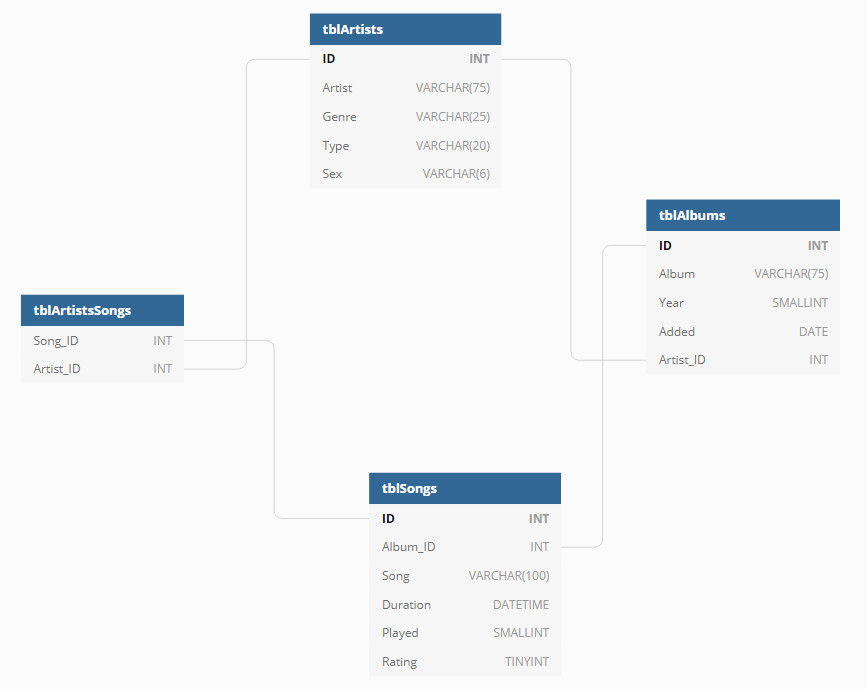 tblArtists
ID INT
Artist VARCHAR(75)
Genre VARCHAR(25)
Type VARCHAR(20)
Sex VARCHAR(6)
tblAlbums
ID INT
Album VARCHAR(75)
Year SMALLINT
Added DATE
Artist_ID INT
tblArtistsSongs
Song_ID INT
Artist_ID INT
tblSongs
ID INT
Album_ID INT
Song VARCHAR(100)
Duration DATETIME
Played SMALLINT
Rating TINYINT